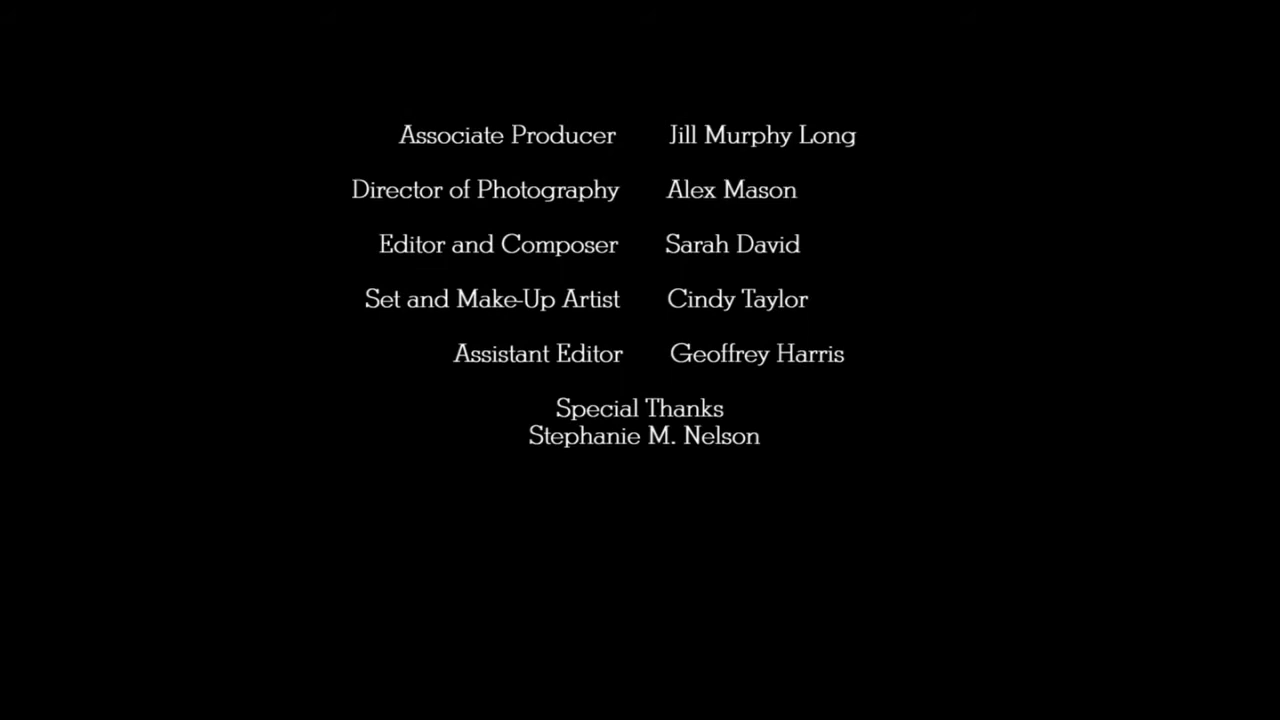 Associate Producer Jill Murphy Long
Director of Photography Alex Mason
Editor and Composer Sarah David
Set and Make-Up Artist Cindy Taylor
Assistant Editor Geoffrey Harris
Special Thanks
Stephanie M. Nelson